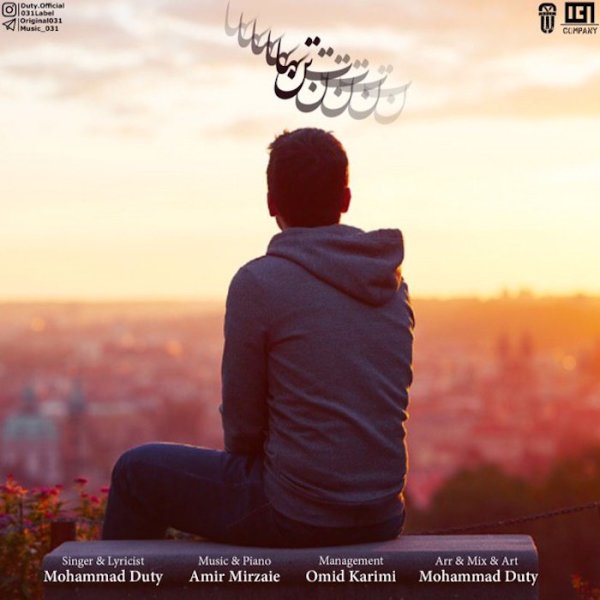 Duty.Official
031Label
Original031
Music_031
031
COMPANY
Singer & Lyricist
Mohammad Duty
Music & Piano
Amir Mirzaie
Management
Omid Karimi
Arr & Mix & Art
Mohammad Duty